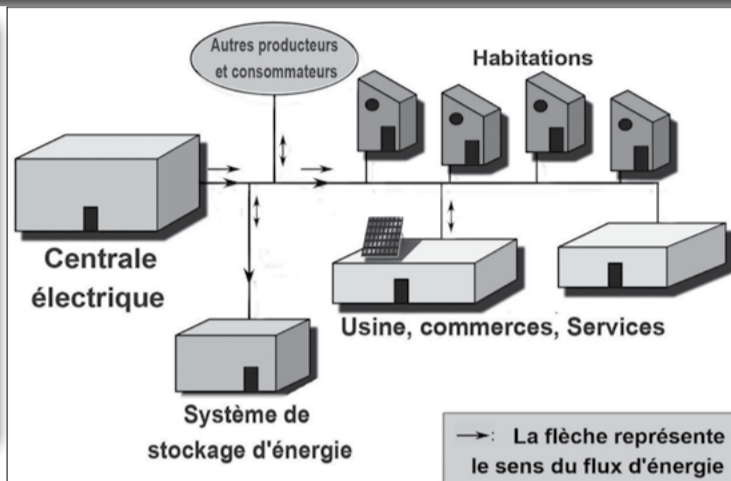 Autres producteurs
et consommateurs
Habitations
Centrale
électrique
Usine, commerces, Services
Système de
stockage d'énergie
: La flèche représente
le sens du flux d'énergie